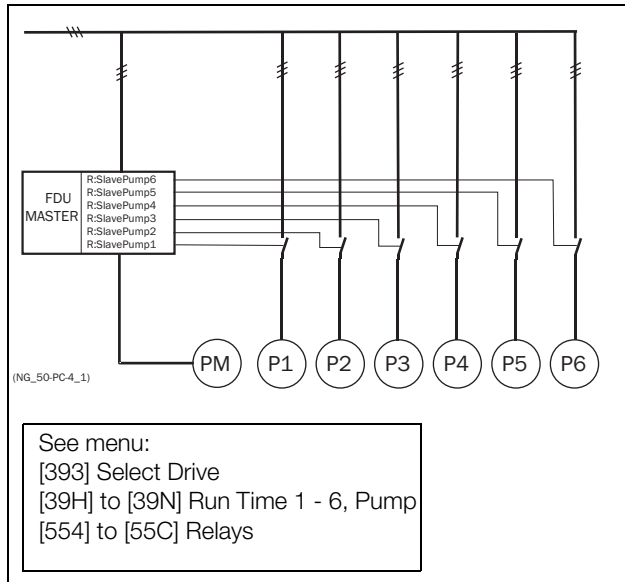 R:SlavePump6
R:SlavePump5
R:SlavePump4
R:SlavePump3
R:SlavePump2
R:SlavePump1
FDU
MASTER
PM
P1
P2
P3
P4
P5
P6
(NG_50-PC-4_1)
See menu:
[393] Select Drive
[39H] to [39N] Run Time 1 - 6, Pump
[554] to [55C] Relays